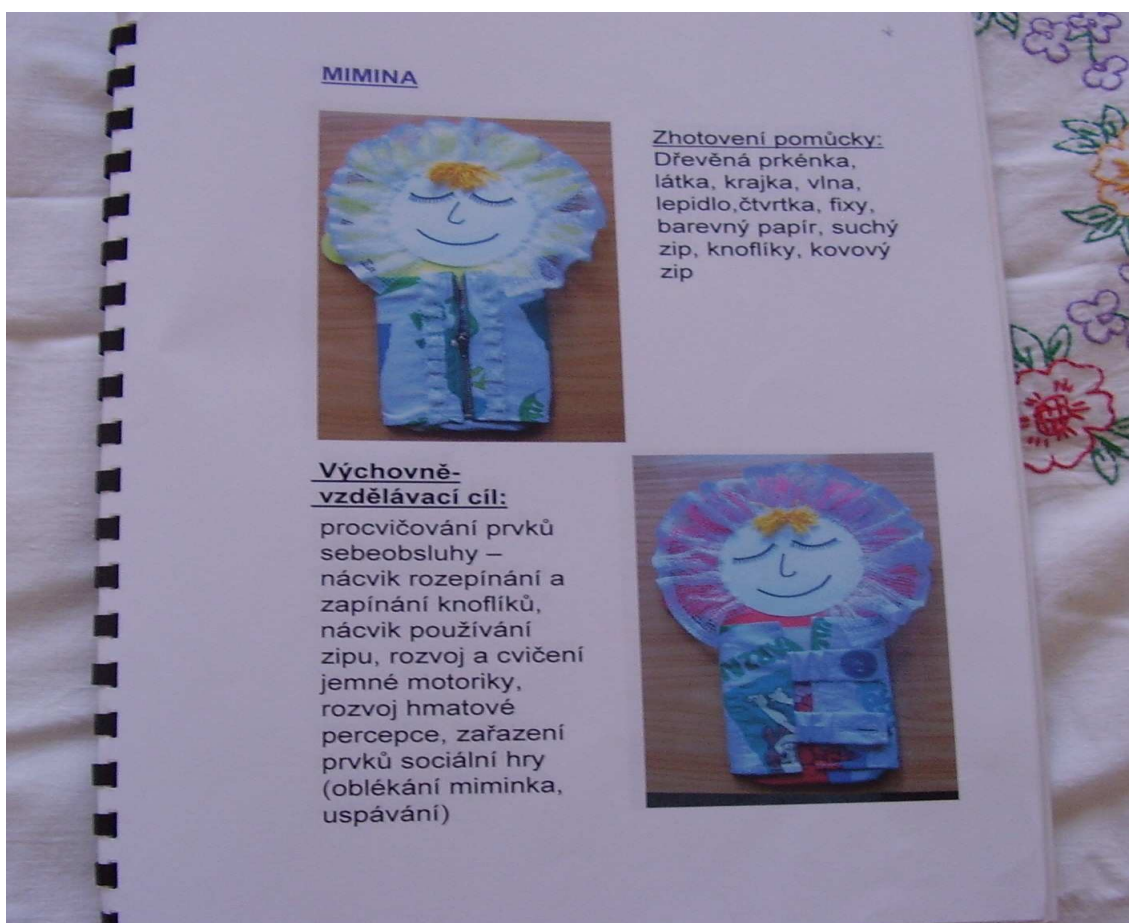 MIMINA
Zhotovení pomůcky:
Dřevěná prkénka,
látka, krajka, vlna,
lepidlo,čtvrtka, fixy,
barevný papír, suchý
zip, knoflíky, kovový
zip
Výchovně-
vzdělávací cíl:
procvičování prvků
sebeobsluhy –
nácvik rozepínání a
zapínání knoflíků,
nácvik používání
zipu, rozvoj a cvičení
jemné motoriky,
rozvoj hmatové
percepce, zařazení
prvků sociální hry
(oblékání miminka,
uspávání)